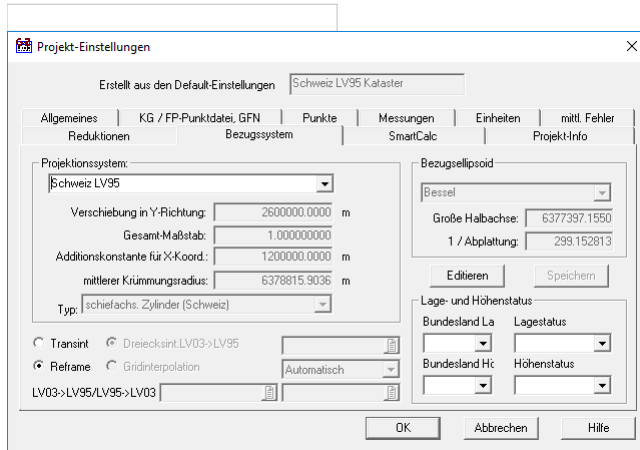 Projekt-Einstellungen
Erstellt aus den Default-Einstellungen Schweiz LV95 Kataster
Allgemeines KG / FP-Punktdatei, GFN Punkte Messungen Einheiten mittl. Fehler
Reduktionen Bezugssystem SmartCalc Projekt-Info
Projektionssystem:
Schweiz LV95
Verschiebung in Y-Richtung: 2600000.0000 m
Gesamt-Maßstab: 1.000000000
Additionskonstante für X-Koord.: 1200000.0000 m
mittlerer Krümmungsradius: 6378815.9036 m
Typ: schiefachs. Zylinder (Schweiz)
Bezugsellipsoid
Bessel
Große Halbachse: 6377397.1550
1 / Abplattung: 299.152813
Editieren Speichern
Lage- und Höhenstatus
Bundesland La Lagestatus
Bundesland Hö Höhenstatus
Transint Dreiecksint.LV03->LV95
Reframe Gridinterpolation Automatisch
LV03->LV95/LV95->LV03
OK Abbrechen Hilfe